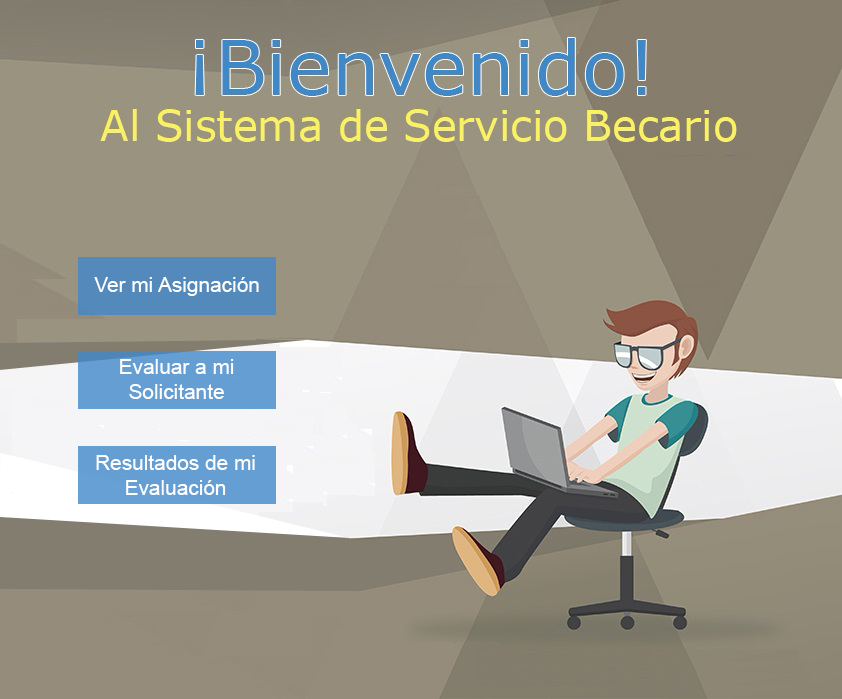 ¡Bienvenido!
Al Sistema de Servicio Becario
Ver mi Asignación
Evaluar a mi
Solicitante
Resultados de mi
Evaluación